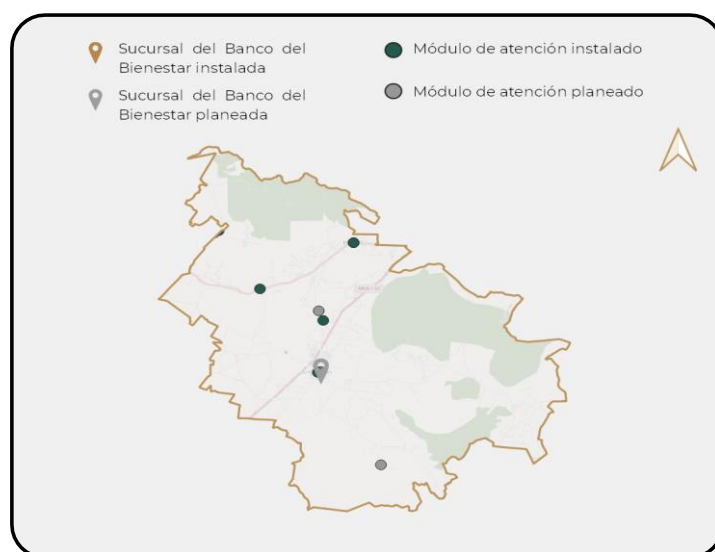 Sucursal del Banco del
Bienestar instalada
Sucursal del Banco del
Bienestar planeada
Módulo de atención instalado
Módulo de atención planeado